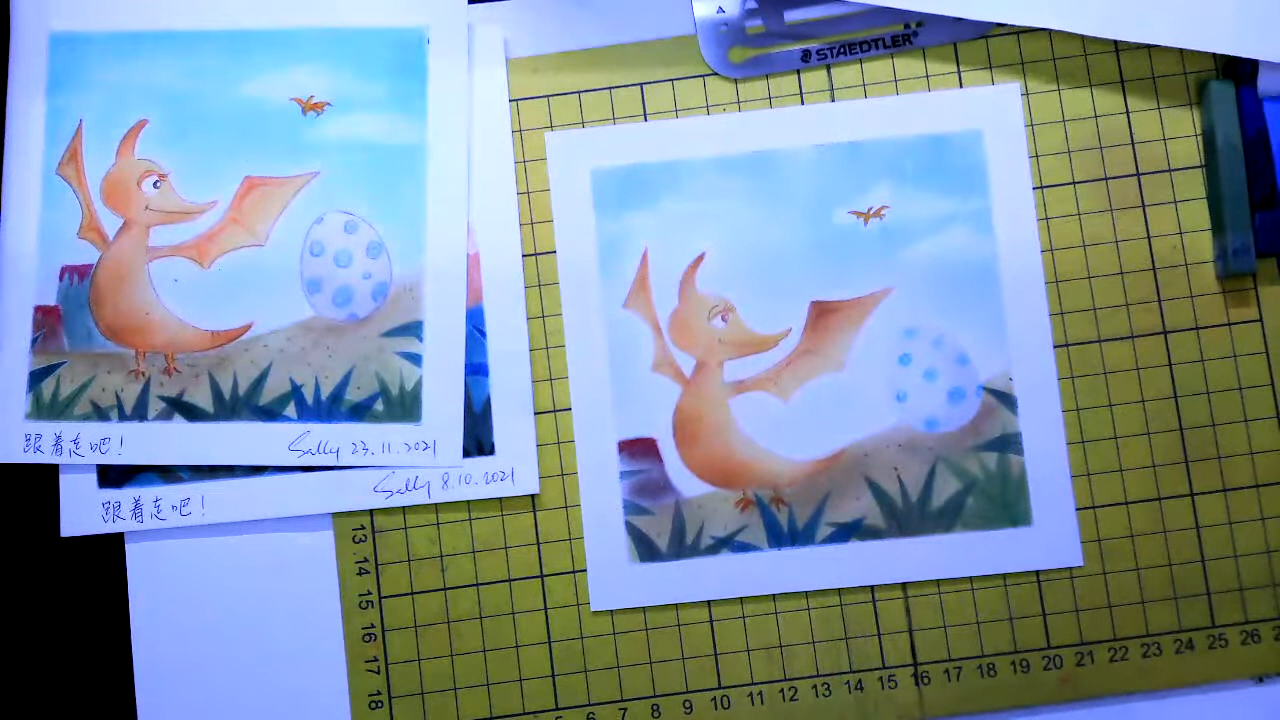 STAEDTLER
跟着走吧！
Sally 23.11.2021
Sally 8.10.2021
跟着走吧！
13 14 15 16 17 18
5 6 7 8 9 10 11 12 13 14 15 16 17 18 19 20 21 22 23 24 25 26